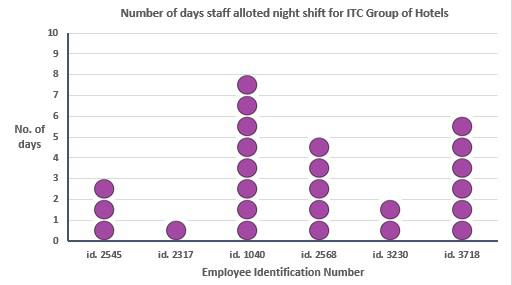 Number of days staff alloted night shift for ITC Group of Hotels
10
9
8
7
6
5
4
3
2
1
0
No. of
days
id. 2545 id. 2317 id. 1040 id. 2568 id. 3230 id. 3718
Employee Identification Number